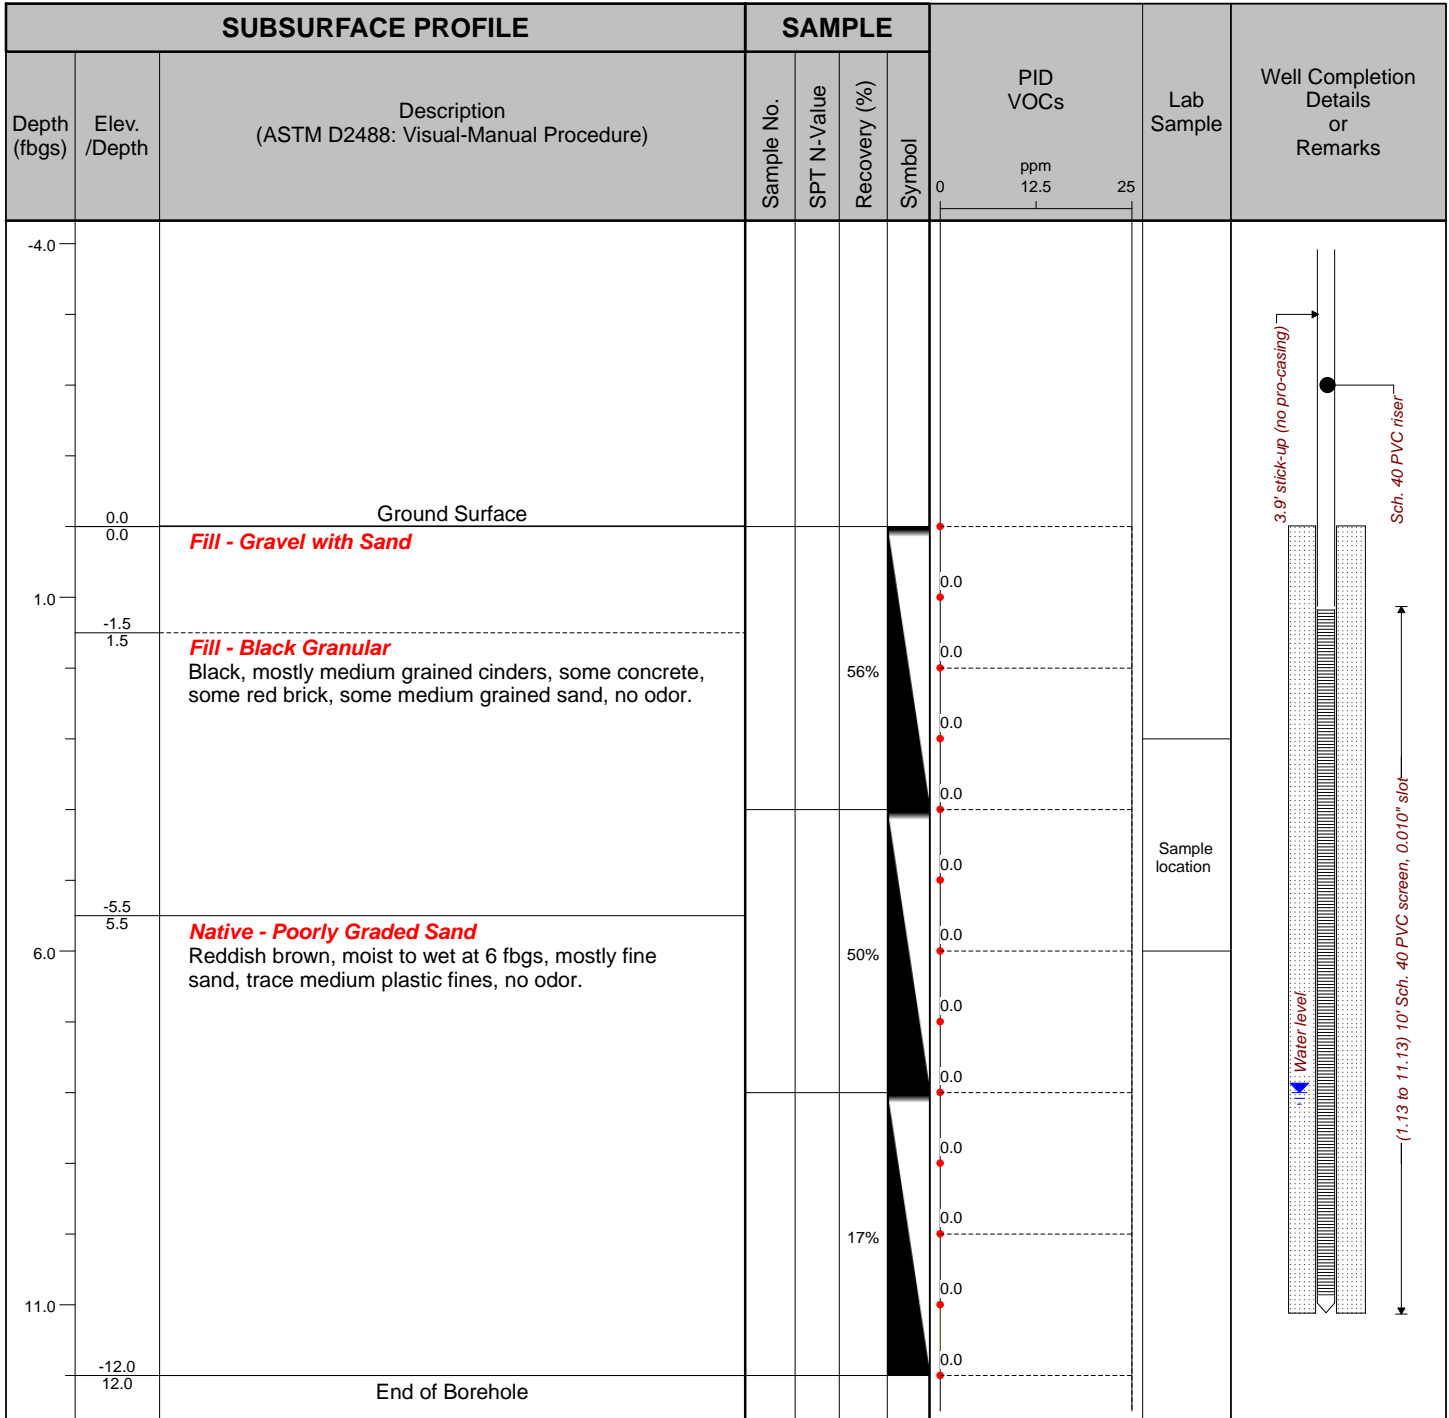 SUBSURFACE PROFILE
SAMPLE
Depth
(fbgs)
Elev.
/Depth
Description
(ASTM D2488: Visual-Manual Procedure)
Sample No.
SPT N-Value
Recovery (%)
Symbol
PID
VOCs
ppm
0 12.5 25
Lab
Sample
Well Completion
Details
or
Remarks
-4.0
3.9' stick-up (no pro-casing)
Sch. 40 PVC riser
0.0
0.0
Ground Surface
Fill - Gravel with Sand
0.0
1.0
-1.5
1.5
Fill - Black Granular
Black, mostly medium grained cinders, some concrete,
some red brick, some medium grained sand, no odor.
56%
0.0
0.0
0.0
Sample
location
0.0
-5.5
5.5
Native - Poorly Graded Sand
Reddish brown, moist to wet at 6 fbgs, mostly fine
sand, trace medium plastic fines, no odor.
6.0
50%
0.0
0.0
0.0
Water level
(1.13 to 11.13) 10' Sch. 40 PVC screen, 0.010" slot
0.0
17%
0.0
0.0
11.0
0.0
-12.0
12.0
End of Borehole